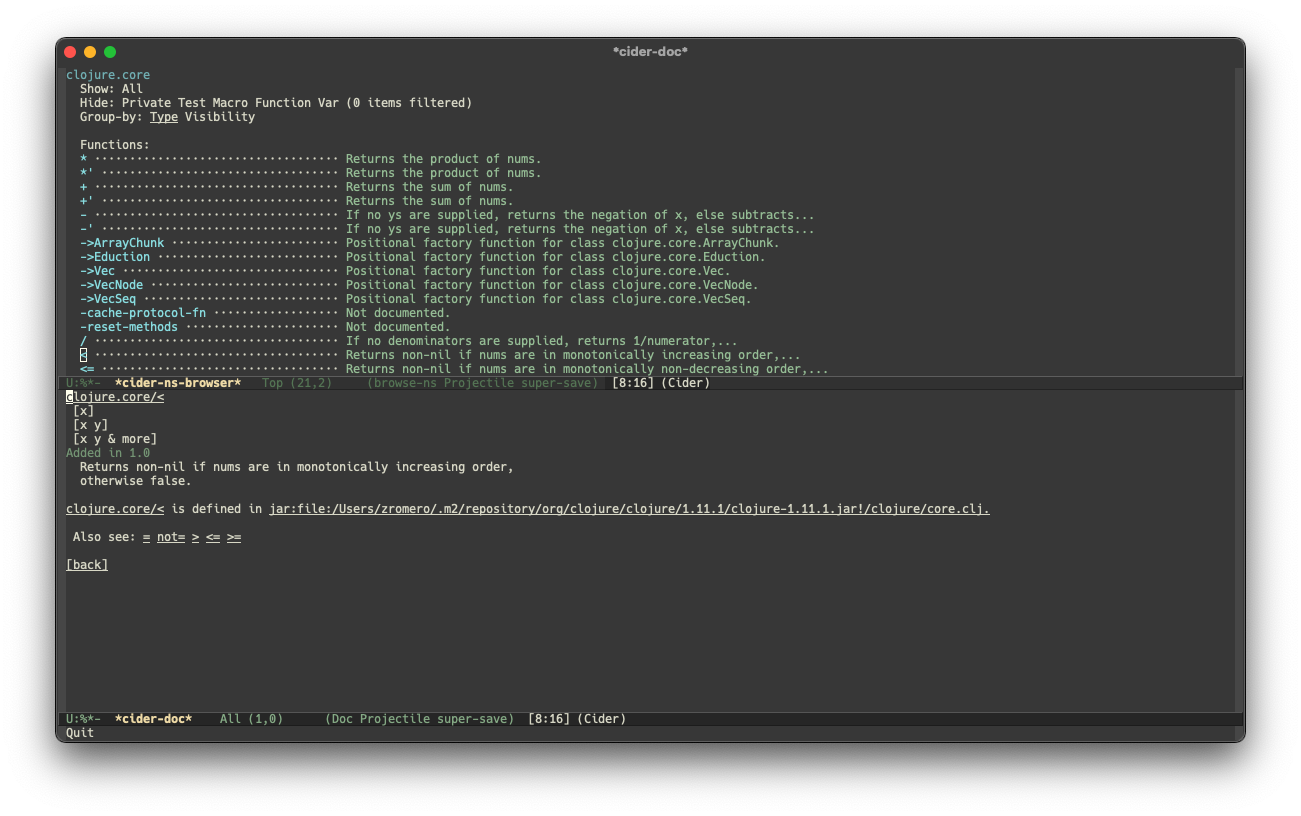 *cider-doc*
clojure.core
  Show: All
  Hide: Private Test Macro Function Var (0 items filtered)
  Group-by: Type Visibility

  Functions:
  * ··································· Returns the product of nums.
  *' ·································· Returns the product of nums.
  + ··································· Returns the sum of nums.
  +' ·································· Returns the sum of nums.
  - ··································· If no ys are supplied, returns the negation of x, else subtracts...
  -' ·································· If no ys are supplied, returns the negation of x, else subtracts...
  ->ArrayChunk ························ Positional factory function for class clojure.core.ArrayChunk.
  ->Eduction ·························· Positional factory function for class clojure.core.Eduction.
  ->Vec ······························· Positional factory function for class clojure.core.Vec.
  ->VecNode ··························· Positional factory function for class clojure.core.VecNode.
  ->VecSeq ···························· Positional factory function for class clojure.core.VecSeq.
  -cache-protocol-fn ·················· Not documented.
  -reset-methods ······················ Not documented.
  / ··································· If no denominators are supplied, returns 1/numerator,...
  < ··································· Returns non-nil if nums are in monotonically increasing order,...
  <= ·································· Returns non-nil if nums are in monotonically non-decreasing order,...
U:%*-  *cider-ns-browser*   Top (21,2)     (browse-ns Projectile super-save)  [8:16] (Cider)
clojure.core/<
 [x]
 [x y]
 [x y & more]
Added in 1.0
  Returns non-nil if nums are in monotonically increasing order,
  otherwise false.

clojure.core/< is defined in jar:file:/Users/zromero/.m2/repository/org/clojure/clojure/1.11.1/clojure-1.11.1.jar!/clojure/core.clj.

 Also see: = not= > <= >=

[back]
U:%*-  *cider-doc*    All (1,0)      (Doc Projectile super-save)  [8:16] (Cider)
Quit